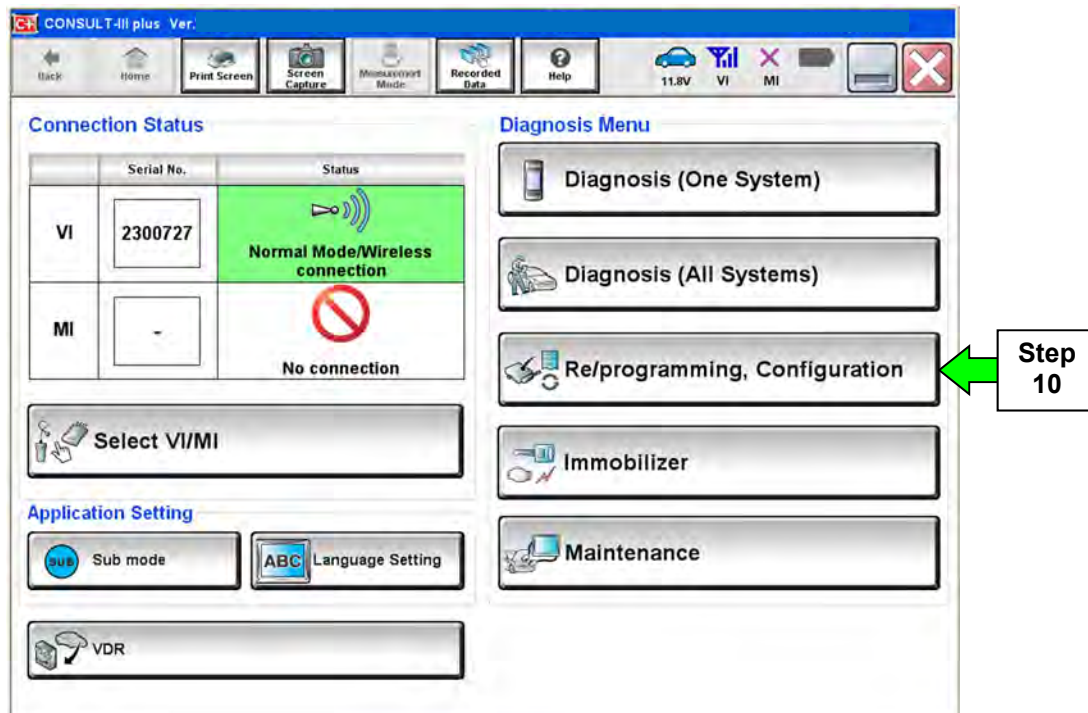 C+ CONSULT-III plus Ver.
Back
Home
Print Screen
Screen
Capture
Measurement
Mode
Recorded
Data
Help
11.8V
VI
MI
Connection Status
Serial No.
Status
VI
2300727
Normal Mode/Wireless
connection
MI
-
No connection
Select VI/MI
Application Setting
SUB
Sub mode
ABC
Language Setting
VDR
Diagnosis Menu
Diagnosis (One System)
Diagnosis (All Systems)
Re/programming, Configuration
Immobilizer
Maintenance
Step
10